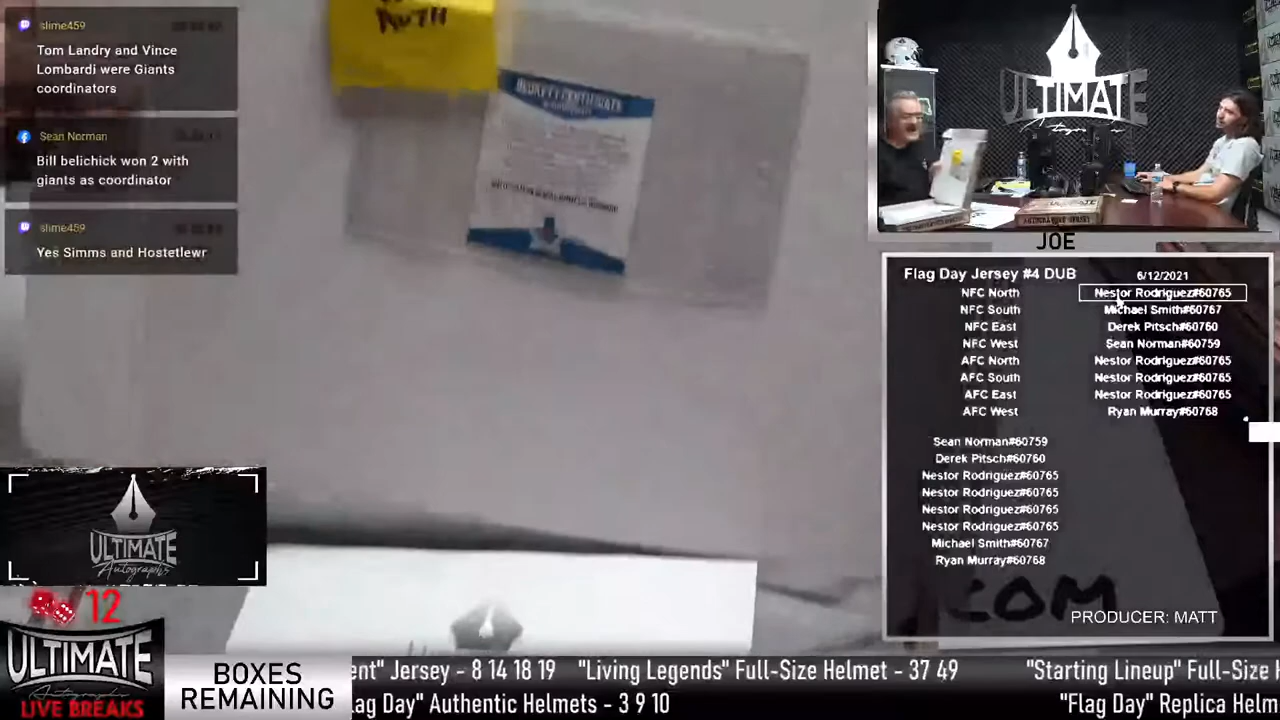 slime459
Tom Landry and Vince
Lombardi were Giants
coordinators
Sean Norman
Bill belichick won 2 with
giants as coordinator
slime459
Yes Simms and Hostetlewr
ULTIMATE
Autographs
ULTIMATE
JOE
Flag Day Jersey #4 DUB 6/12/2021
NFC North Nestor Rodriguez#60765
NFC South Michael Smith#60767
NFC East Derek Pitsch#60760
NFC West Sean Norman#60759
AFC North Nestor Rodriguez#60765
AFC South Nestor Rodriguez#60765
AFC East Nestor Rodriguez#60765
AFC West Ryan Murray#60768
Sean Norman#60759
Derek Pitsch#60760
Nestor Rodriguez#60765
Nestor Rodriguez#60765
Nestor Rodriguez#60765
Nestor Rodriguez#60765
Michael Smith#60767
Ryan Murray#60768
COM
PRODUCER: MATT
ULTIMATE
Autographs
12
ULTIMATE
Autographs
LIVE BREAKS
BOXES
REMAINING
ent" Jersey - 8 14 18 19 "Living Legends" Full-Size Helmet - 37 49 "Starting Lineup" Full-Size H
lag Day" Authentic Helmets - 3 9 10 "Flag Day" Replica Helm